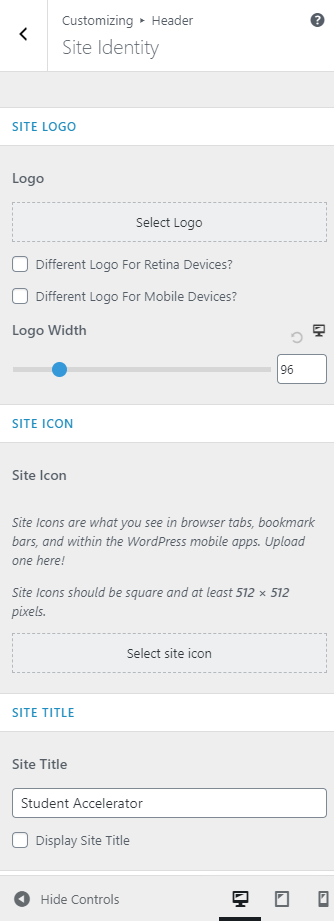 Customizing ▸ Header
Site Identity
SITE LOGO
Logo
Select Logo
Different Logo For Retina Devices?
Different Logo For Mobile Devices?
Logo Width
96
SITE ICON
Site Icon
Site Icons are what you see in browser tabs, bookmark
bars, and within the WordPress mobile apps. Upload
one here!
Site Icons should be square and at least 512 × 512
pixels.
Select site icon
SITE TITLE
Site Title
Student Accelerator
Display Site Title
Hide Controls